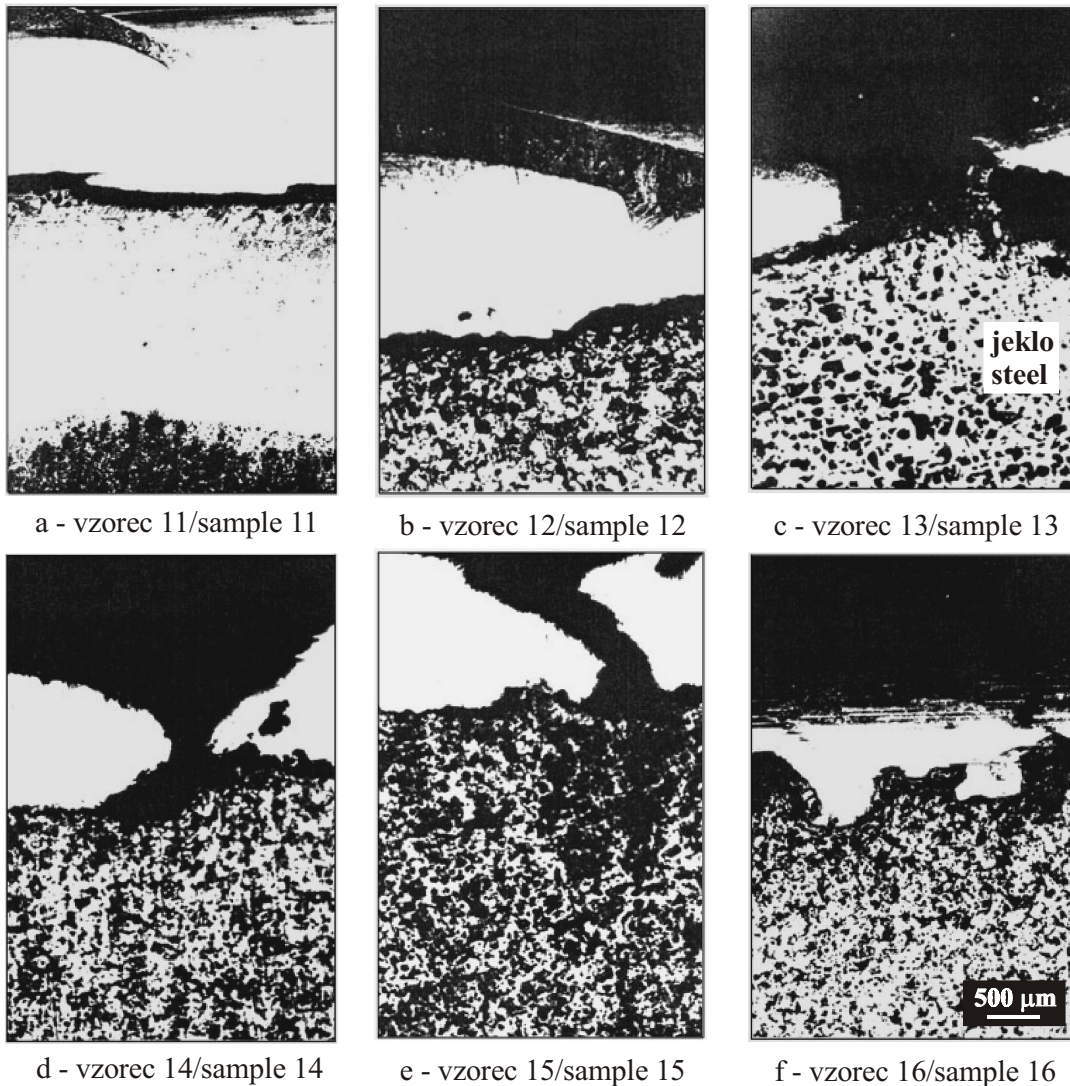 jeklo
steel
a - vzorec 11/sample 11
b - vzorec 12/sample 12
c - vzorec 13/sample 13
500 µm
d - vzorec 14/sample 14
e - vzorec 15/sample 15
f - vzorec 16/sample 16